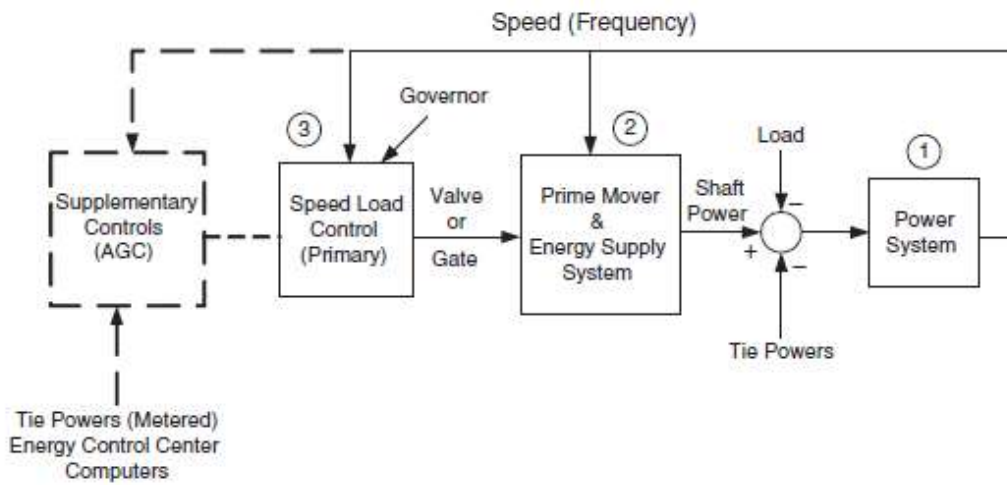 Speed (Frequency)
Governor
3
2
Load
1
Supplementary
Controls
(AGC)
Speed Load
Control
(Primary)
Valve
or
Gate
Prime Mover
&
Energy Supply
System
Shaft
Power
−
+
−
Power
System
Tie Powers
Tie Powers (Metered)
Energy Control Center
Computers